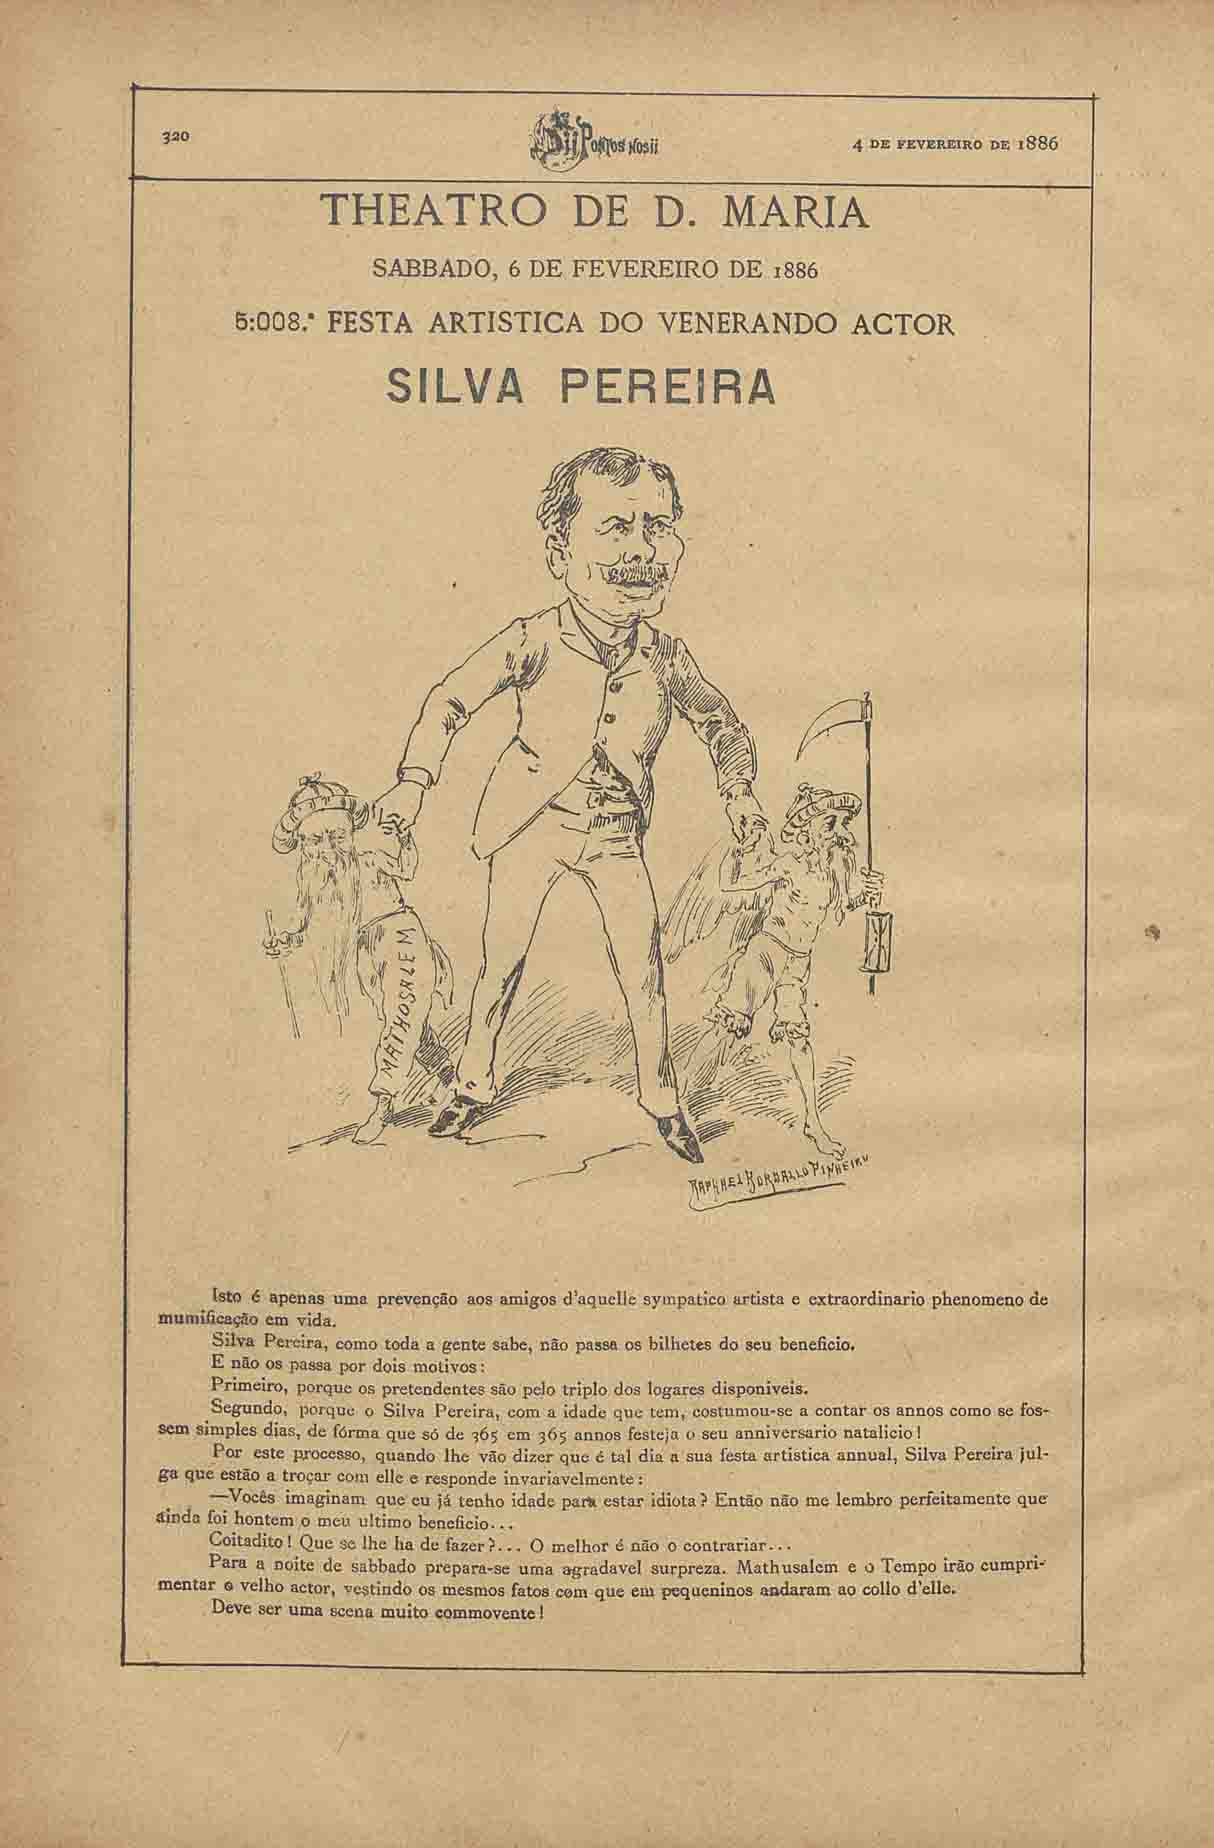 320
Pontos nos ii
4 DE FEVEREIRO DE 1886
THEATRO DE D. MARIA
SABBADO, 6 DE FEVEREIRO DE 1886
5:008.ª FESTA ARTISTICA DO VENERANDO ACTOR
SILVA PEREIRA
MATHOSALEM
RAPHAEL BORDALLO PINHEIRO
Isto é apenas uma prevenção aos amigos d'aquelle sympatico artista e extraordinario phenomeno de
mumificação em vida.
Silva Pereira, como toda a gente sabe, não passa os bilhetes do seu beneficio.
E não os passa por dois motivos:
Primeiro, porque os pretendentes são pelo triplo dos logares disponiveis.
Segundo, porque o Silva Pereira, com a idade que tem, costumou-se a contar os annos como se fos-
sem simples dias, de fórma que só de 365 em 365 annos festeja o seu anniversario natalicio!
Por este processo, quando lhe vão dizer que é tal dia a sua festa artistica annual, Silva Pereira jul-
ga que estão a troçar com elle e responde invariavelmente:
—Vocês imaginam que eu já tenho idade para estar idiota? Então não me lembro perfeitamente que
ainda foi hontem o meu ultimo beneficio...
Coitadito! Que se lhe ha de fazer?... O melhor é não o contrariar...
Para a noite de sabbado prepara-se uma agradavel surpreza. Mathusalem e o Tempo irão cumpri-
mentar o velho actor, vestindo os mesmos fatos com que em pequeninos andaram ao collo d'elle.
Deve ser uma scena muito commovente!